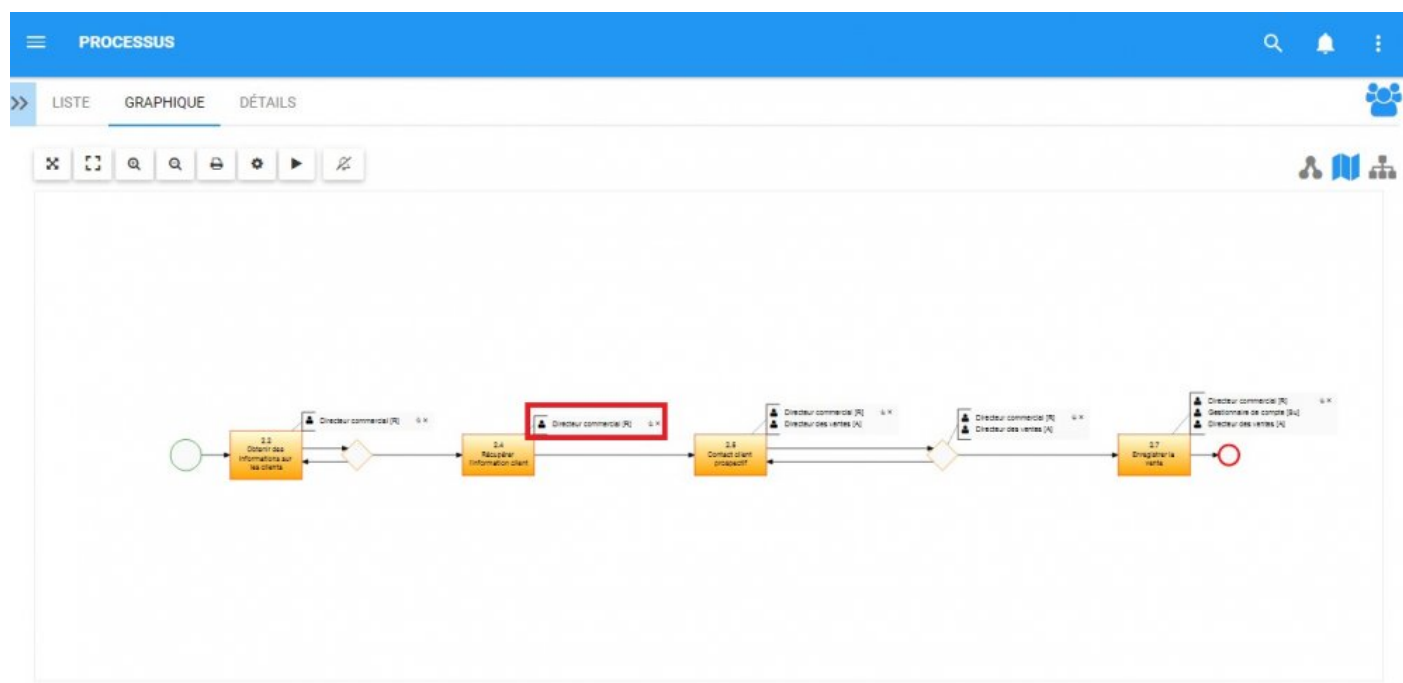 PROCESSUS
LISTE GRAPHIQUE DÉTAILS
Directeur commercial [R]
2.2
Obtenir des
informations sur
les clients
Directeur commercial [R]
2.4
Récupérer
l'information client
Directeur commercial [R]
Directeur des ventes [A]
2.5
Contact client
prospectif
Directeur commercial [R]
Directeur des ventes [A]
Directeur commercial [R]
Gestionnaire de compte [Su]
Directeur des ventes [A]
2.7
Enregistrer la
vente